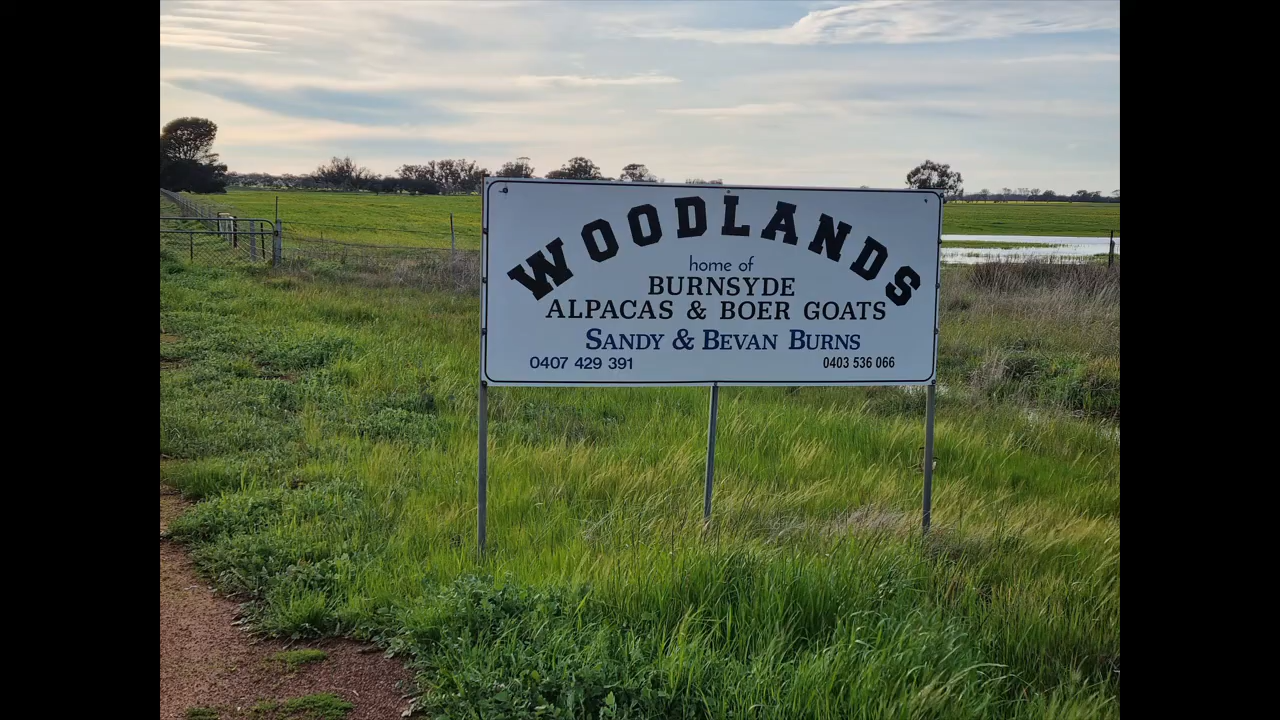 WOODLANDS
home of
BURNSYDE
ALPACAS & BOER GOATS
SANDY & BEVAN BURNS
0407 429 391 0403 536 066